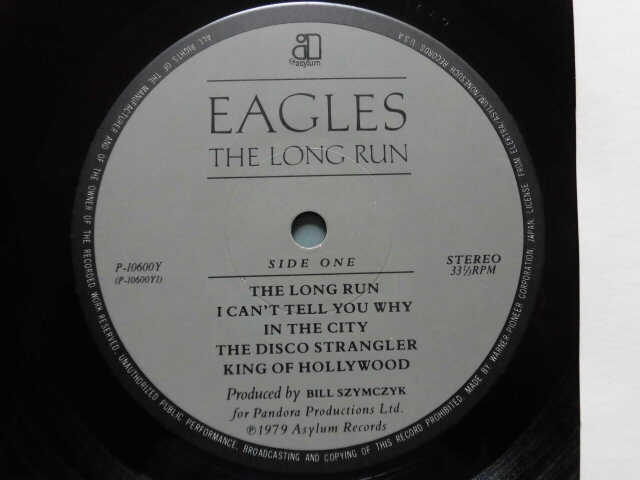 asylum
EAGLES
THE LONG RUN
SIDE ONE
P-10600Y
(P-10600Y1)
STEREO
33⅓RPM
THE LONG RUN
I CAN'T TELL YOU WHY
IN THE CITY
THE DISCO STRANGLER
KING OF HOLLYWOOD
Produced by BILL SZYMCZYK
for Pandora Productions Ltd.
℗1979 Asylum Records
ALL RIGHTS OF THE MANUFACTURER AND OF THE OWNER OF THE RECORDED WORK RESERVED. UNAUTHORIZED PUBLIC PERFORMANCE, BROADCASTING AND COPYING OF THIS RECORD PROHIBITED. MADE BY WARNER-PIONEER CORPORATION, JAPAN. LICENSE FROM ELEKTRA/ASYLUM/NONESUCH RECORDS, U.S.A.